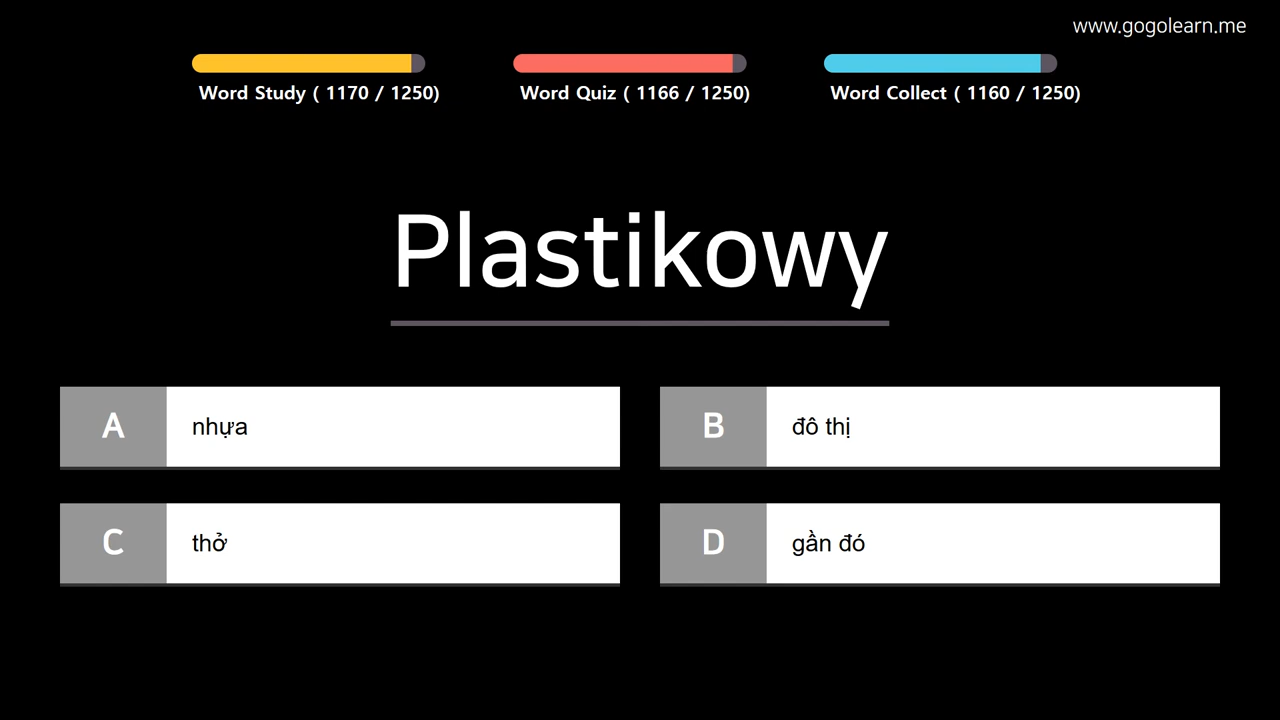 www.gogolearn.me
Word Study ( 1170 / 1250)
Word Quiz ( 1166 / 1250)
Word Collect ( 1160 / 1250)
Plastikowy
A nhựa
B đô thị
C thở
D gần đó